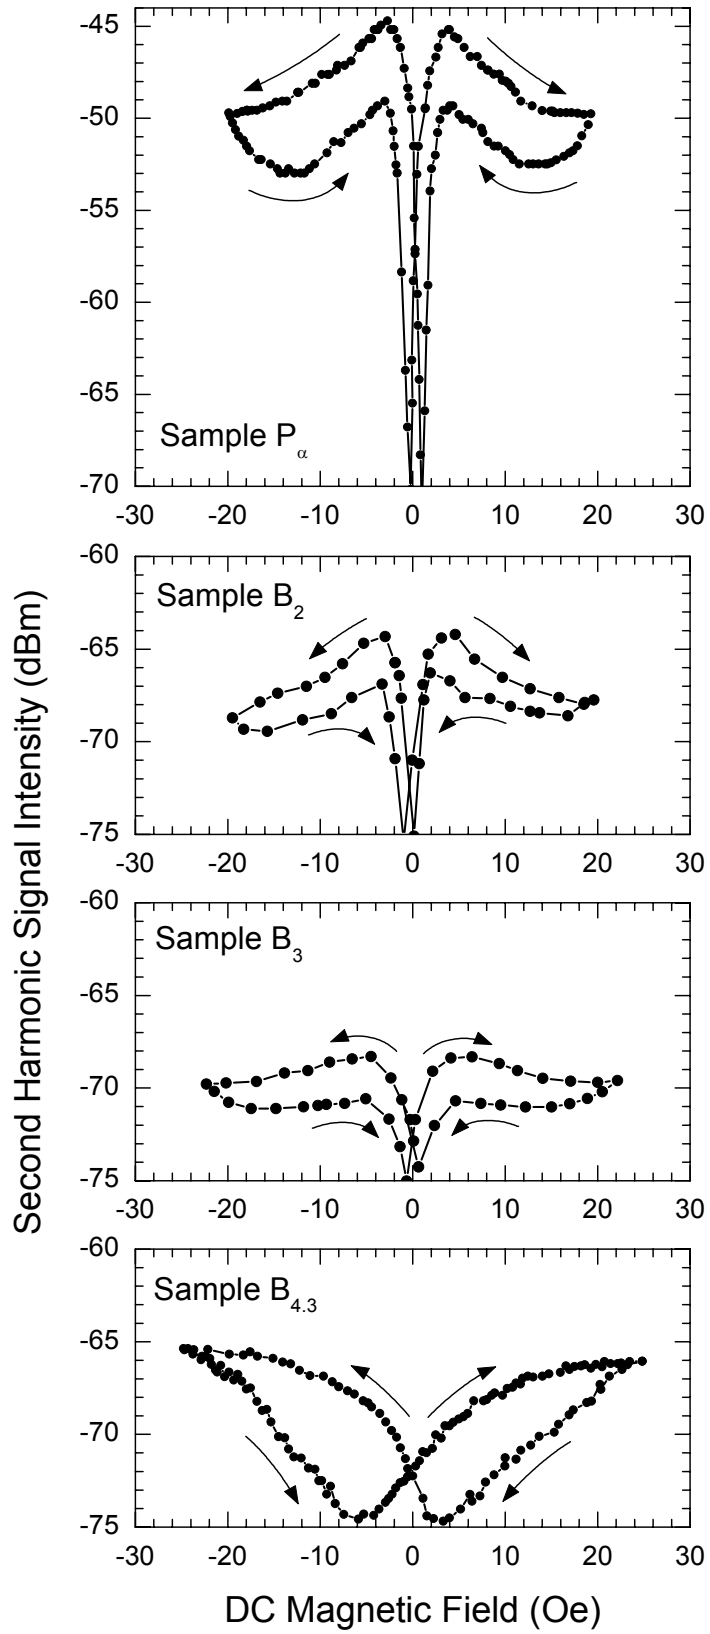 -45
-50
-55
-60
-65
-70
Sample Pα
-30 -20 -10 0 10 20 30
-60
-65
-70
-75
Sample B2
-30 -20 -10 0 10 20 30
-60
-65
-70
-75
Sample B3
-30 -20 -10 0 10 20 30
-60
-65
-70
-75
Sample B4.3
-30 -20 -10 0 10 20 30
Second Harmonic Signal Intensity (dBm)
DC Magnetic Field (Oe)